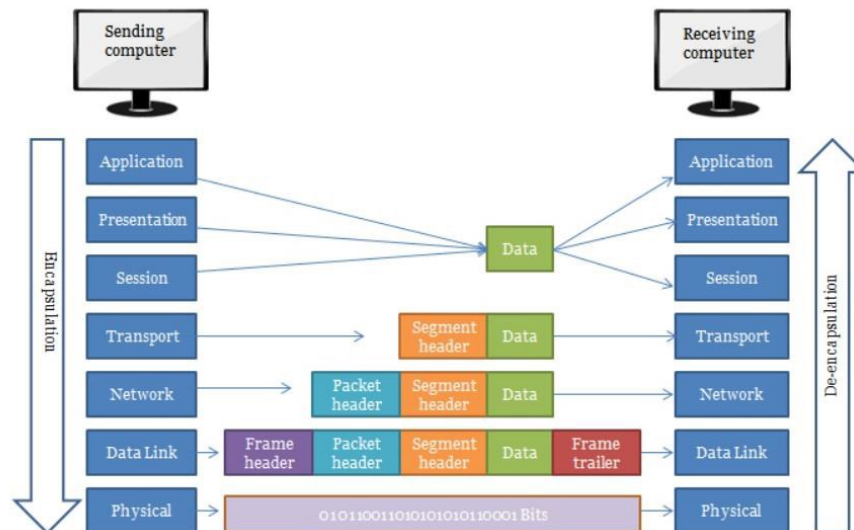 Sending
computer
Receiving
computer
Encapsulation
Application
Presentation
Session
Transport
Network
Data Link
Physical
Data
Segment
header
Data
Packet
header
Segment
header
Data
Frame
header
Packet
header
Segment
header
Data
Frame
trailer
01011001101010101011 0001 Bits
Application
Presentation
Session
Transport
Network
Data Link
Physical
De-encapsulation